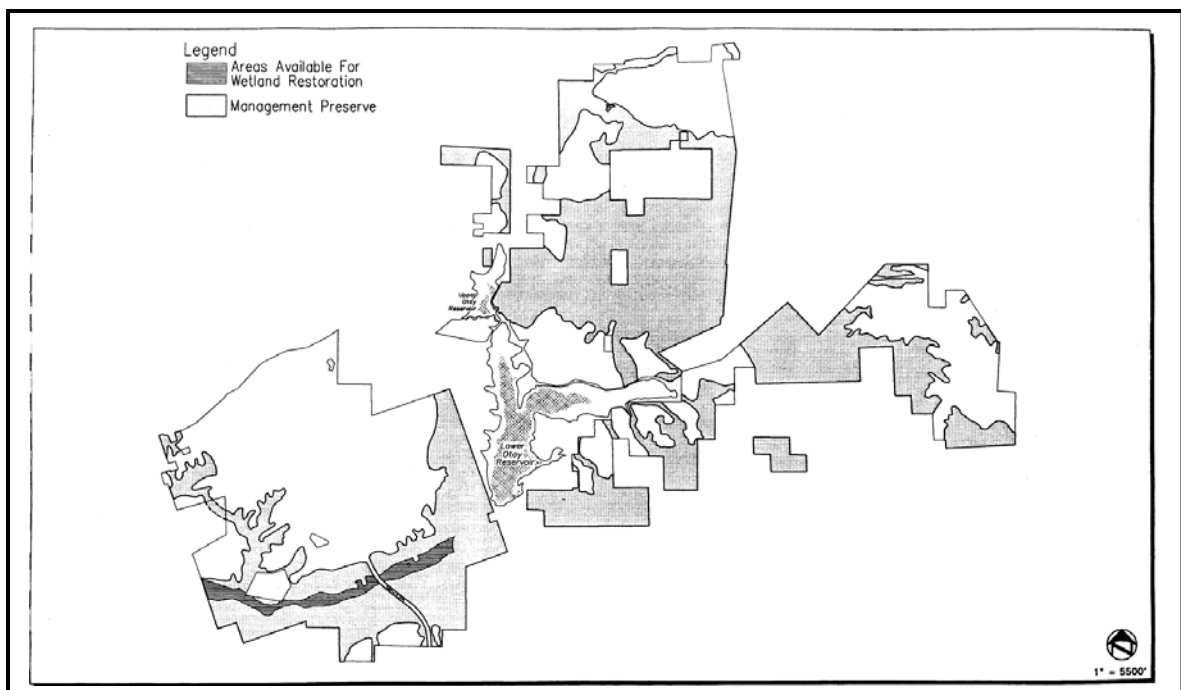 Legend
Areas Available For
Wetland Restoration
Management Preserve
Upper
Otay
Reservoir
Lower
Otay
Reservoir
N
1" = 5500'